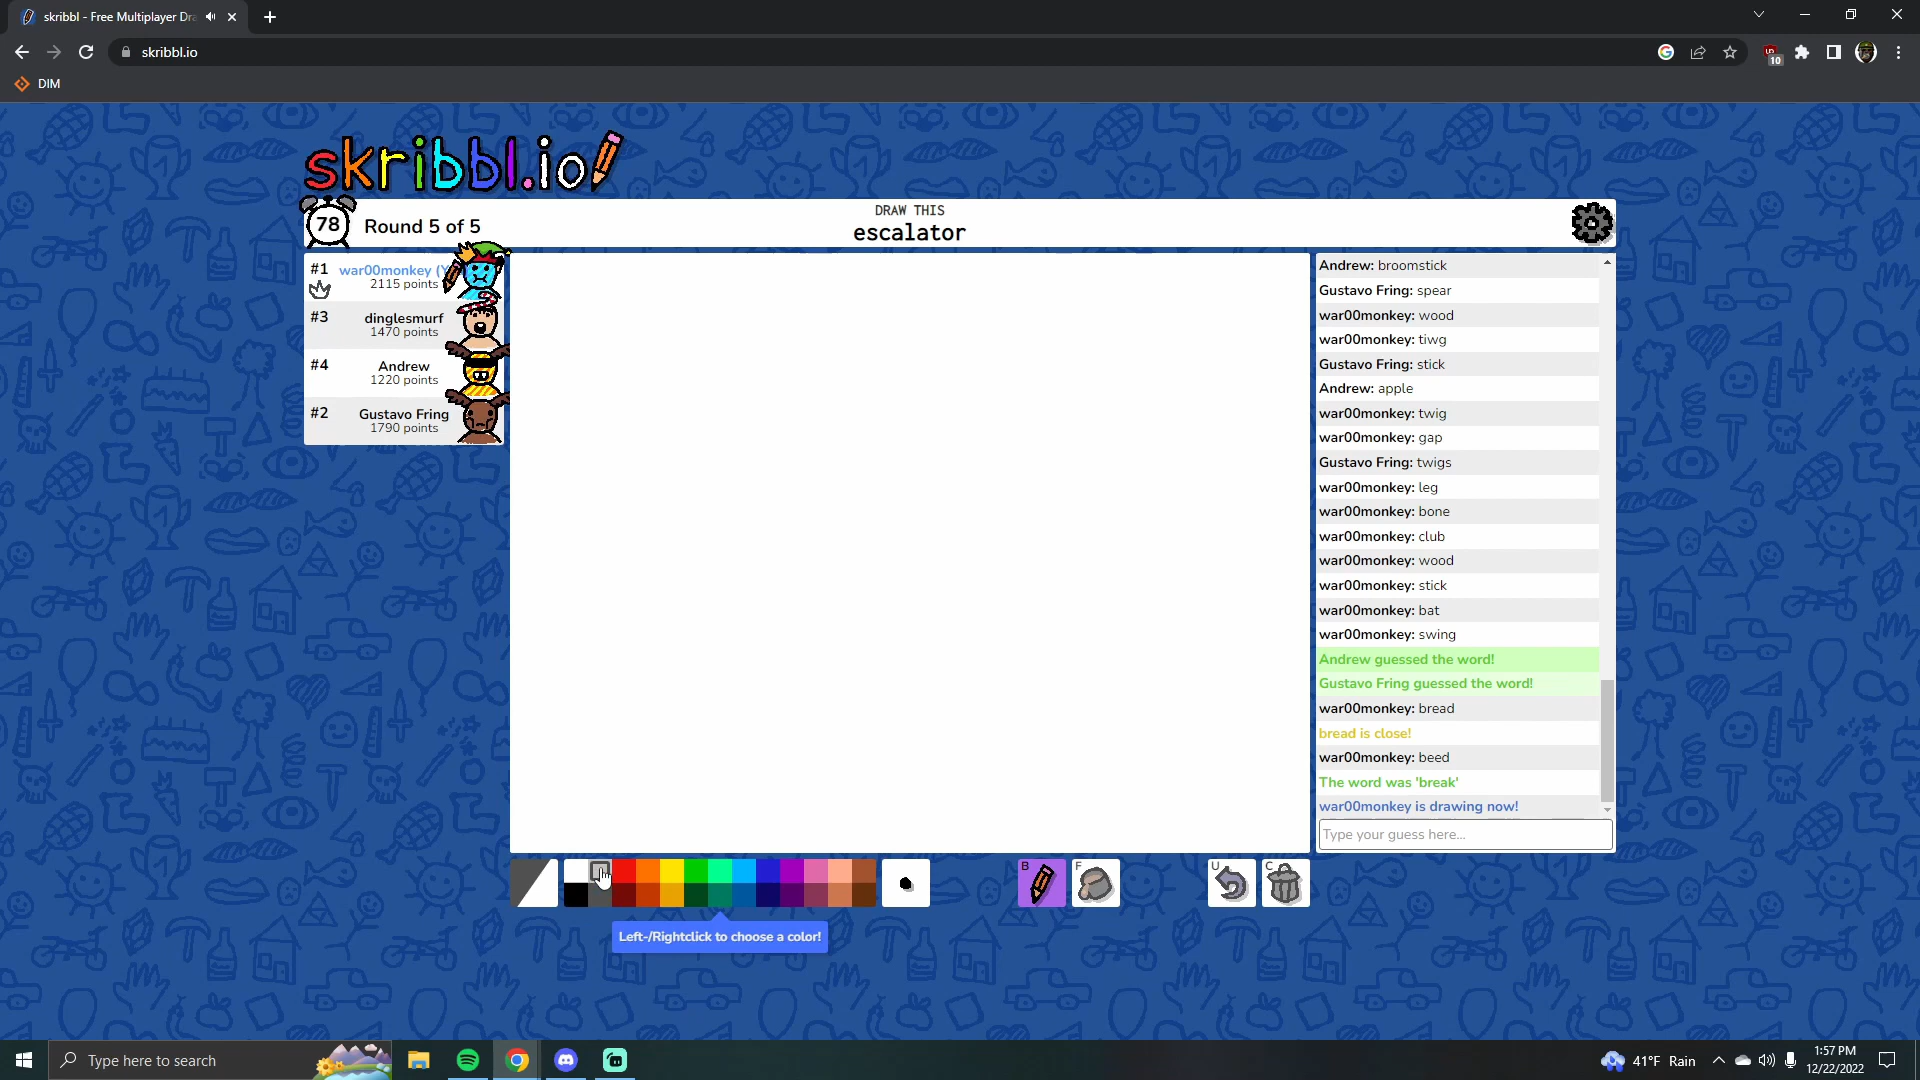 skribbl - Free Multiplayer Dra
skribbl.io
10
DIM
skribbl.io
78
Round 5 of 5
DRAW THIS
escalator
#1 war00monkey (Y
2115 points
#3 dinglesmurf
1470 points
#4 Andrew
1220 points
#2 Gustavo Fring
1790 points
Andrew: broomstick
Gustavo Fring: spear
war00monkey: wood
war00monkey: tiwg
Gustavo Fring: stick
Andrew: apple
war00monkey: twig
war00monkey: gap
Gustavo Fring: twigs
war00monkey: leg
war00monkey: bone
war00monkey: club
war00monkey: wood
war00monkey: stick
war00monkey: bat
war00monkey: swing
Andrew guessed the word!
Gustavo Fring guessed the word!
war00monkey: bread
bread is close!
war00monkey: beed
The word was 'break'
war00monkey is drawing now!
Type your guess here...
B F U C
Left-/Rightclick to choose a color!
Type here to search
41°F Rain
1:57 PM
12/22/2022